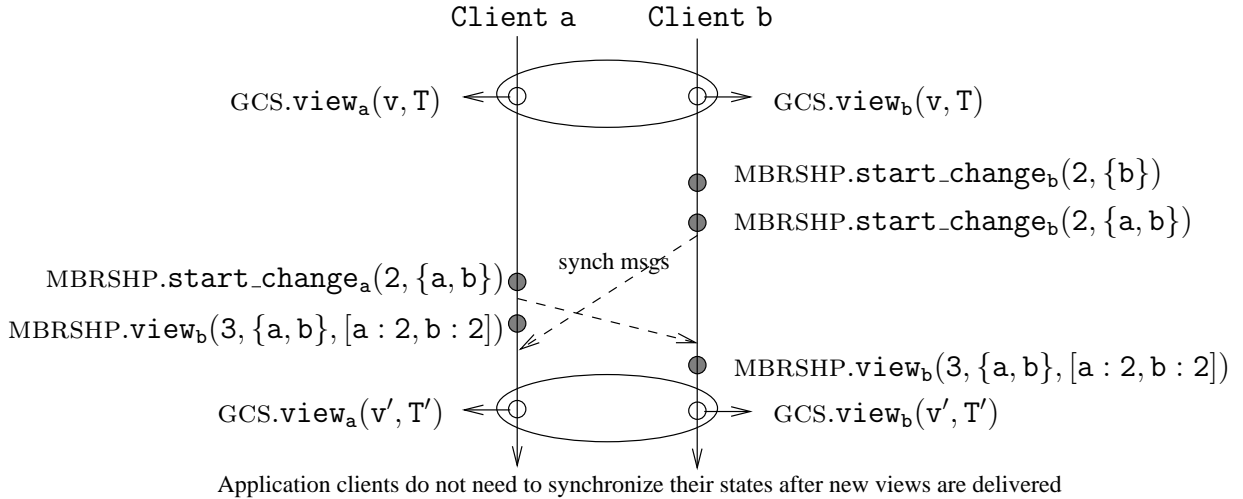 Client a Client b
GCS.view_a(v, T) GCS.view_b(v, T)
MBRSHP.start_change_b(2, {b})
MBRSHP.start_change_b(2, {a, b})
synch msgs
MBRSHP.start_change_a(2, {a, b})
MBRSHP.view_b(3, {a, b}, [a : 2, b : 2])
MBRSHP.view_b(3, {a, b}, [a : 2, b : 2])
GCS.view_a(v′, T′) GCS.view_b(v′, T′)
Application clients do not need to synchronize their states after new views are delivered